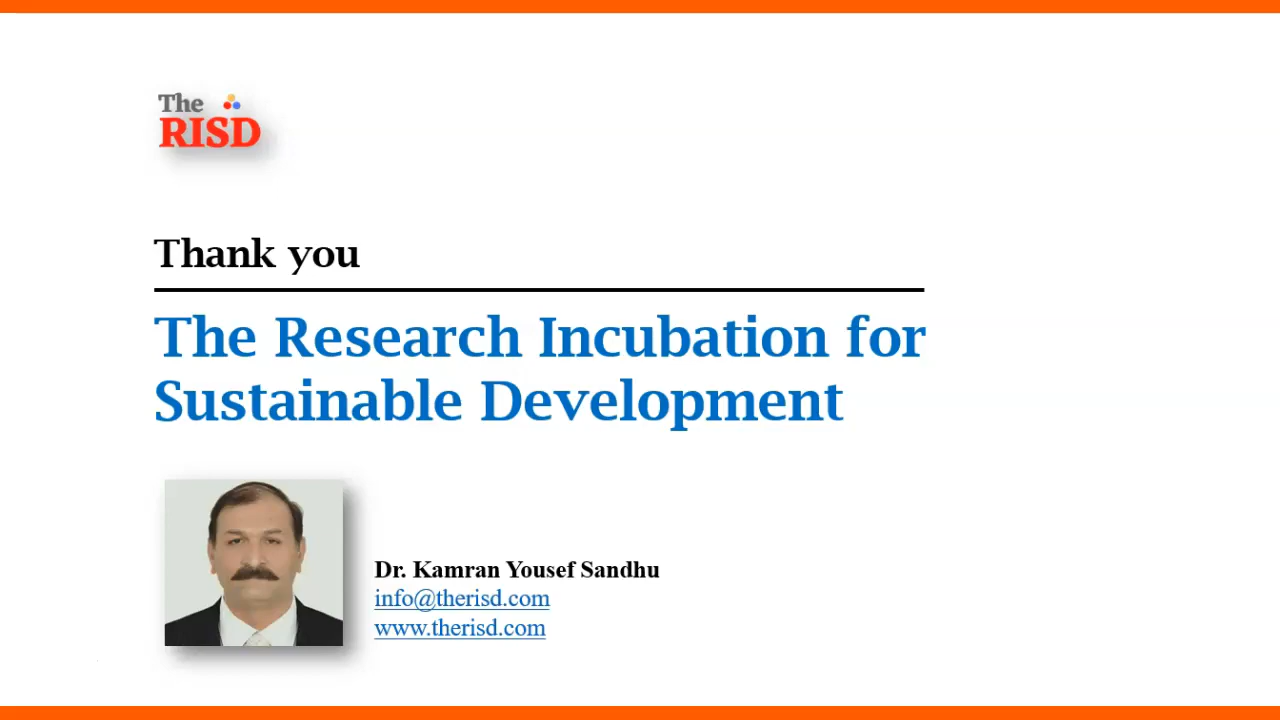 The
RISD
Thank you
The Research Incubation for
Sustainable Development
Dr. Kamran Yousef Sandhu
info@therisd.com
www.therisd.com